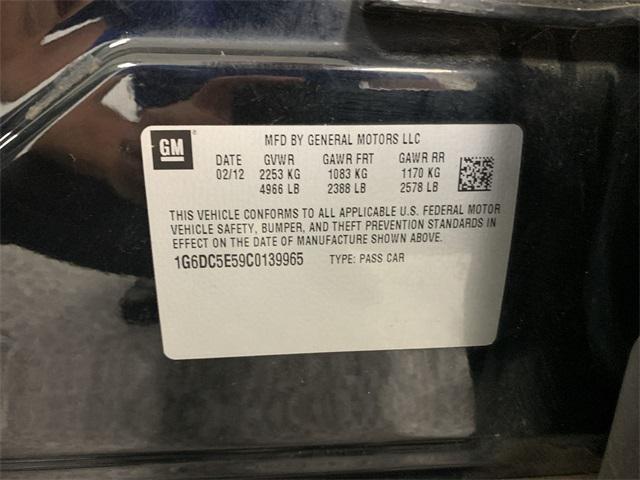 GM
MFD BY GENERAL MOTORS LLC
DATE GVWR GAWR FRT GAWR RR
02/12 2253 KG 1083 KG 1170 KG
4966 LB 2388 LB 2578 LB
THIS VEHICLE CONFORMS TO ALL APPLICABLE U.S. FEDERAL MOTOR
VEHICLE SAFETY, BUMPER, AND THEFT PREVENTION STANDARDS IN
EFFECT ON THE DATE OF MANUFACTURE SHOWN ABOVE.
1G6DC5E59C0139965 TYPE: PASS CAR